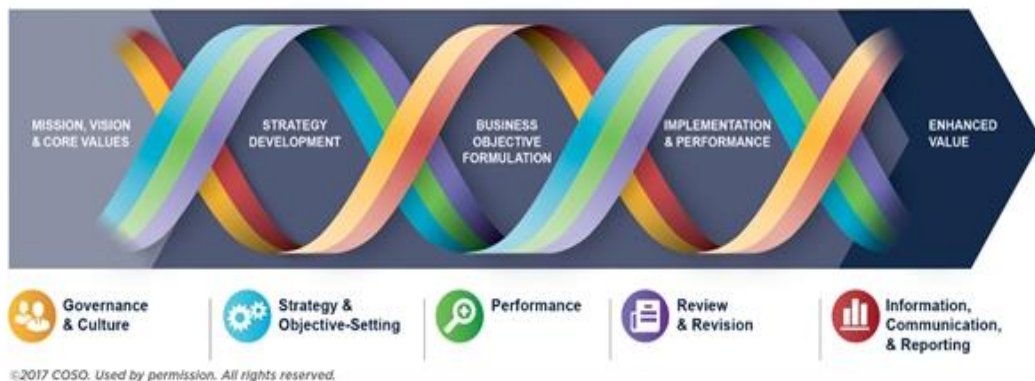 MISSION, VISION
& CORE VALUES
STRATEGY
DEVELOPMENT
BUSINESS
OBJECTIVE
FORMULATION
IMPLEMENTATION
& PERFORMANCE
ENHANCED
VALUE
Governance
& Culture
Strategy &
Objective-Setting
Performance
Review
& Revision
Information,
Communication,
& Reporting
©2017 COSO. Used by permission. All rights reserved.